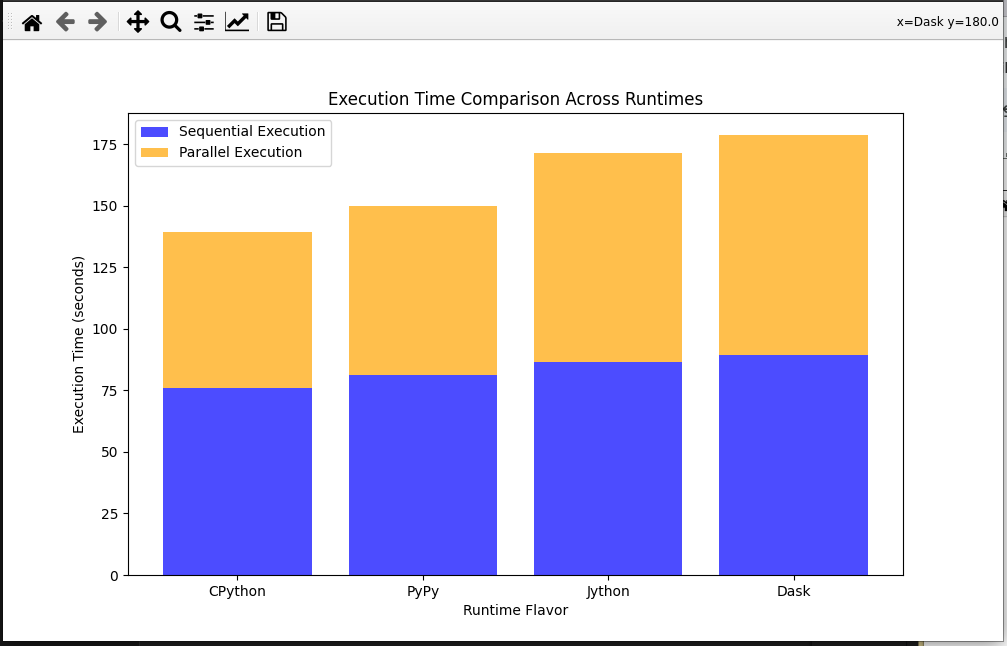 x=Dask y=180.0
Execution Time Comparison Across Runtimes
Sequential Execution
Parallel Execution
Execution Time (seconds)
175
150
125
100
75
50
25
0
CPython
PyPy
Jython
Dask
Runtime Flavor